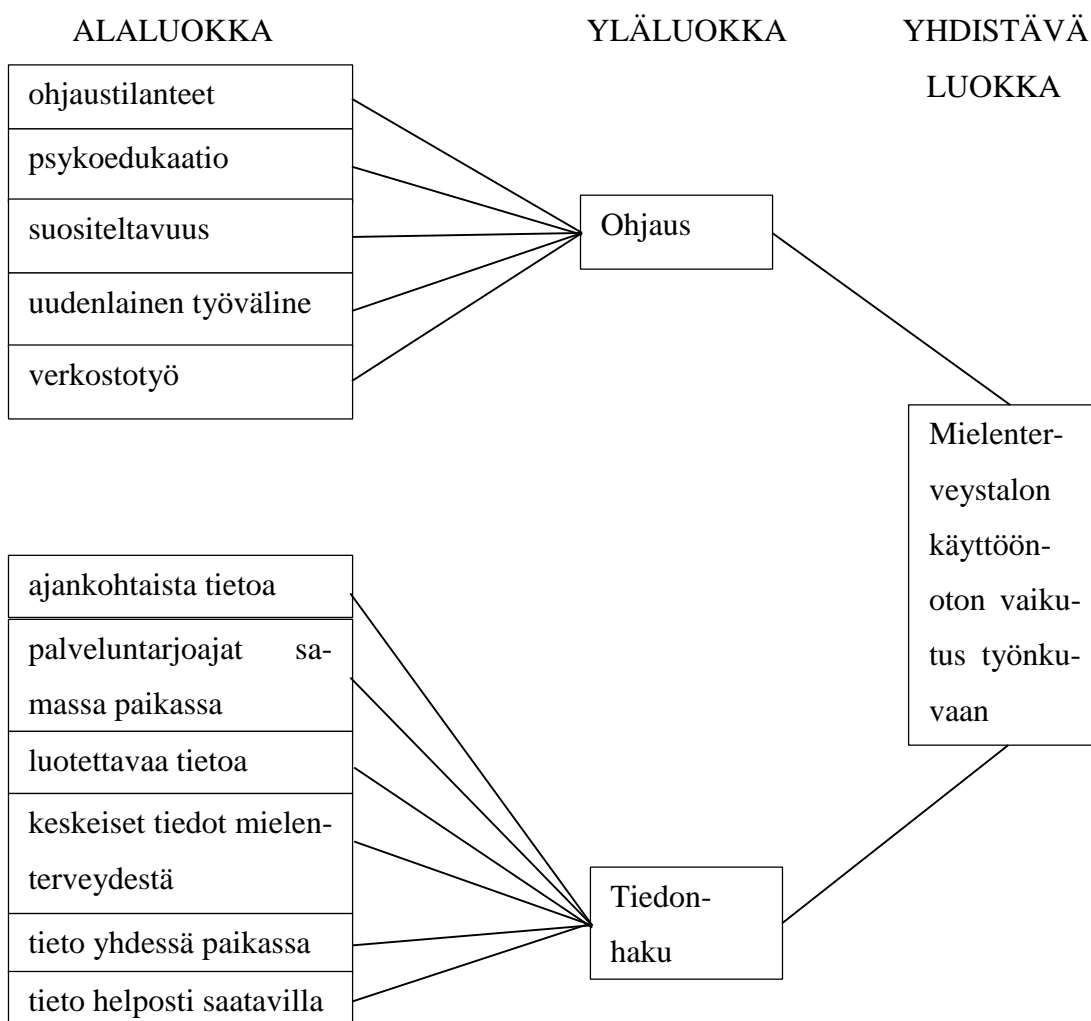 ALALUOKKA
YLÄLUOKKA
YHDISTÄVÄ
LUOKKA
ohjaustilanteet
psykoedukaatio
suositeltavuus
uudenlainen työväline
verkostotyö
Ohjaus
ajankohtaista tietoa
palveluntarjoajat sa-
massa paikassa
luotettavaa tietoa
keskeiset tiedot mielen-
terveydestä
tieto yhdessä paikassa
tieto helposti saatavilla
Tiedon-
haku
Mielenter-
veystalon
käyttöön-
oton vaiku-
tus työnku-
vaan